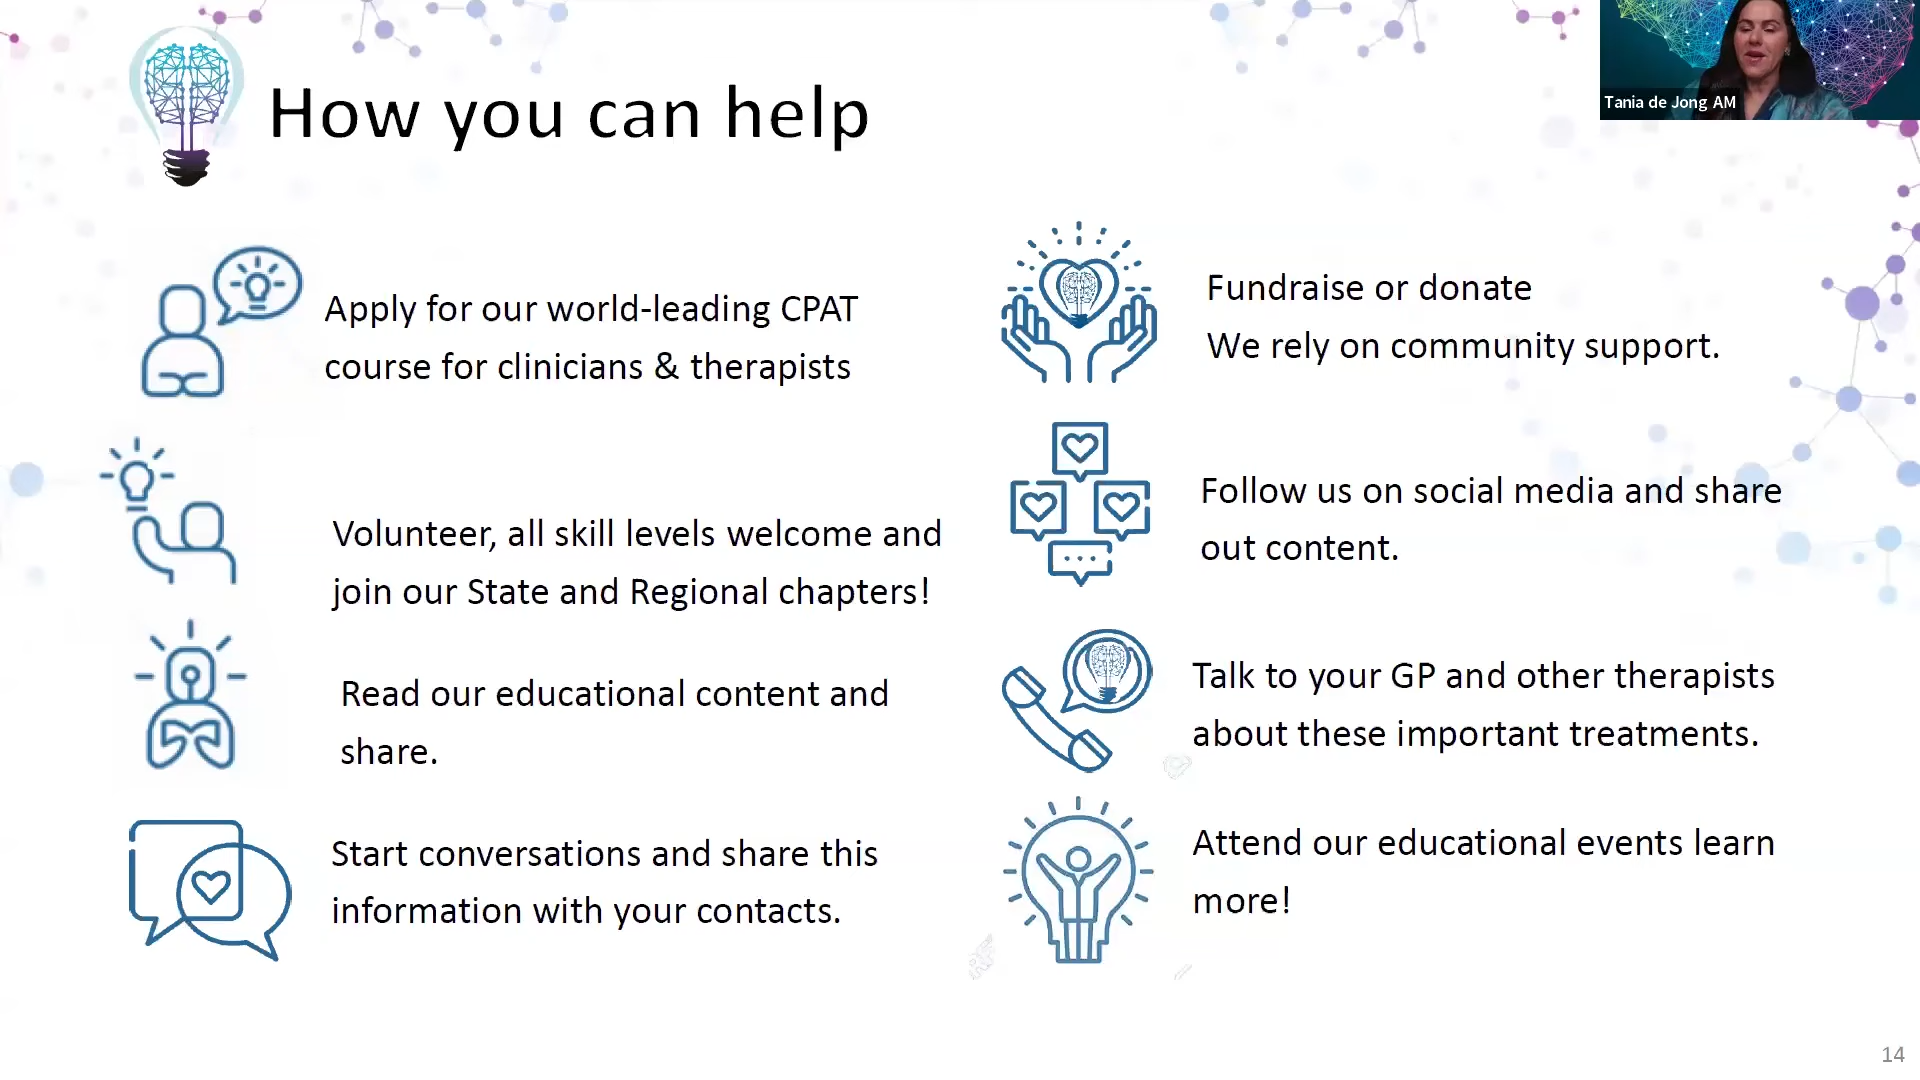 How you can help
Tania de Jong AM
Apply for our world-leading CPAT
course for clinicians & therapists
Volunteer, all skill levels welcome and
join our State and Regional chapters!
Read our educational content and
share.
Start conversations and share this
information with your contacts.
Fundraise or donate
We rely on community support.
Follow us on social media and share
out content.
Talk to your GP and other therapists
about these important treatments.
Attend our educational events learn
more!
14